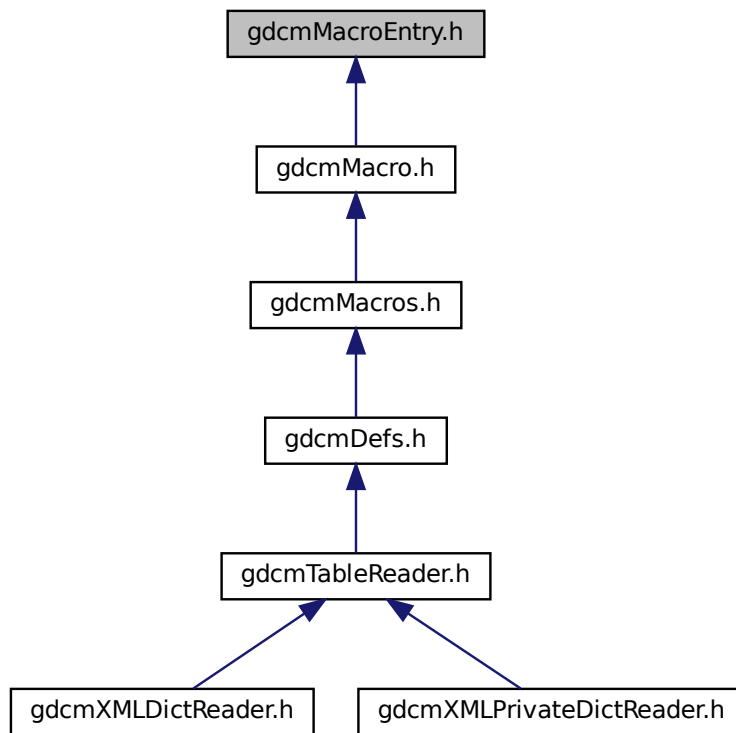 gdcmMacroEntry.h
gdcmMacro.h
gdcmMacros.h
gdcmDefs.h
gdcmTableReader.h
gdcmXMLDictReader.h
gdcmXMLPrivateDictReader.h